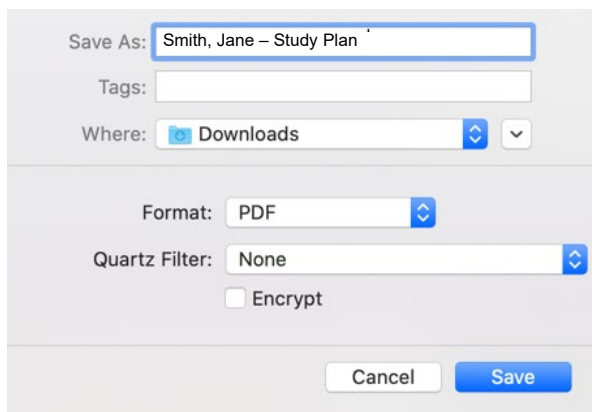 Save As: Smith, Jane – Study Plan
Tags:
Where: Downloads
Format: PDF
Quartz Filter: None
Encrypt
Cancel Save